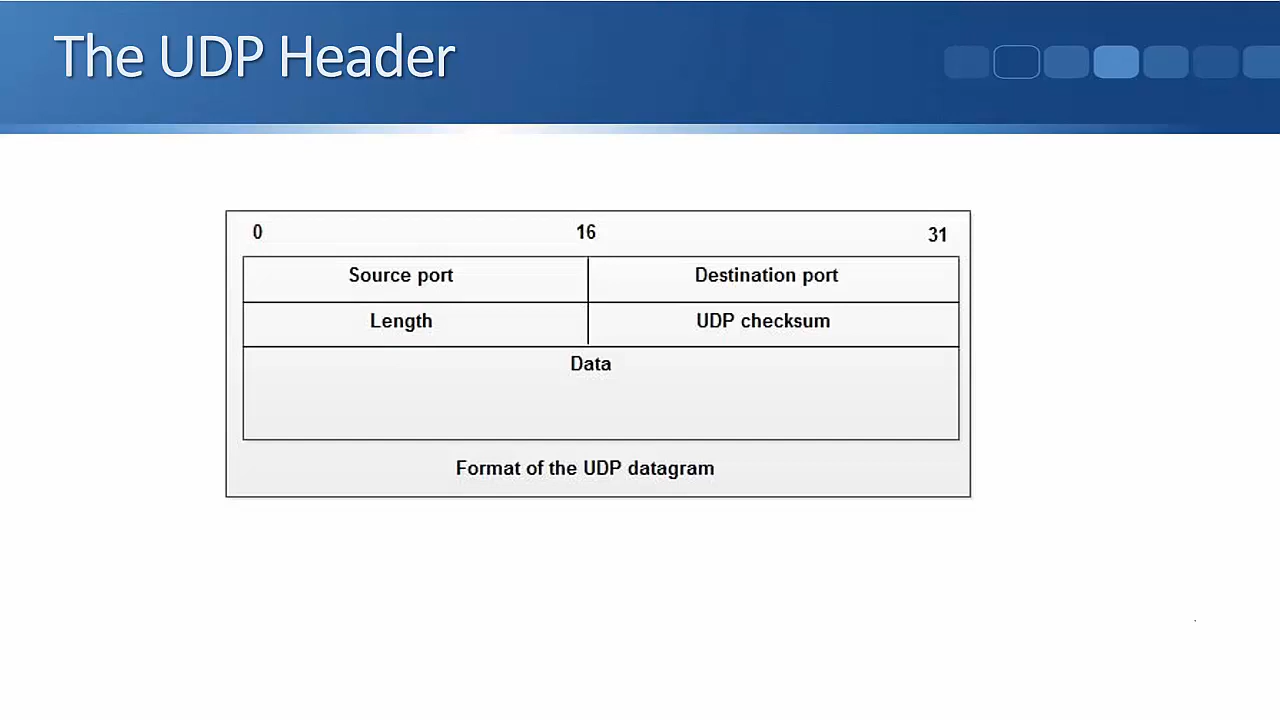 The UDP Header
0 16 31
Source port Destination port
Length UDP checksum
Data
Format of the UDP datagram